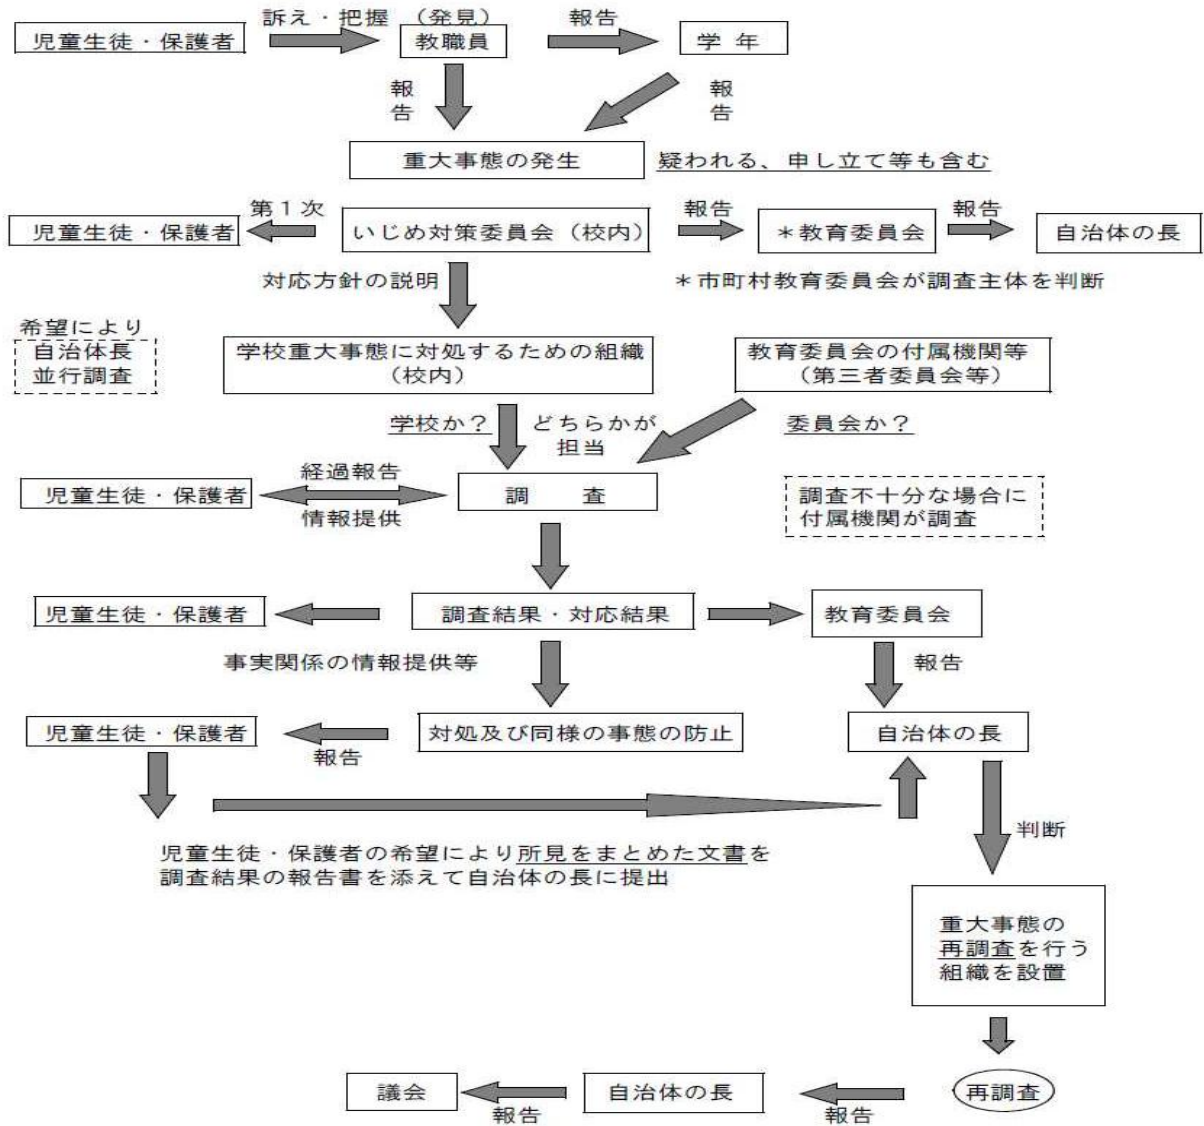 訴え・把握　（発見）
報告
児童生徒・保護者
教職員
学 年
報告
報告
重大事態の発生
疑われる、申し立て等も含む
第１次
報告
報告
児童生徒・保護者
いじめ対策委員会（校内）
＊教育委員会
自治体の長
対応方針の説明
＊市町村教育委員会が調査主体を判断
希望により
自治体長
並行調査
学校重大事態に対処するための組織
（校内）
教育委員会の付属機関等
（第三者委員会等）
学校か？
どちらかが
担当
委員会か？
経過報告
児童生徒・保護者
調　　査
情報提供
調査不十分な場合に
付属機関が調査
児童生徒・保護者
調査結果・対応結果
教育委員会
事実関係の情報提供等
報告
児童生徒・保護者
報告
対処及び同様の事態の防止
自治体の長
判断
児童生徒・保護者の希望により所見をまとめた文書を
調査結果の報告書を添えて自治体の長に提出
重大事態の
再調査を行う
組織を設置
議会
報告
自治体の長
報告
再調査